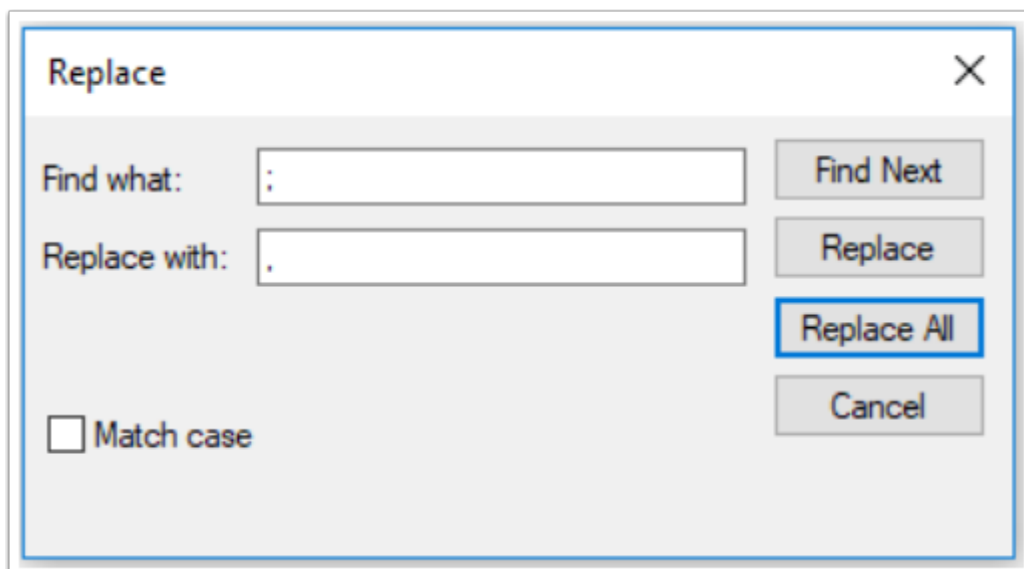 Replace
Find what: ;
Find Next
Replace with: ,
Replace
Replace All
Cancel
Match case